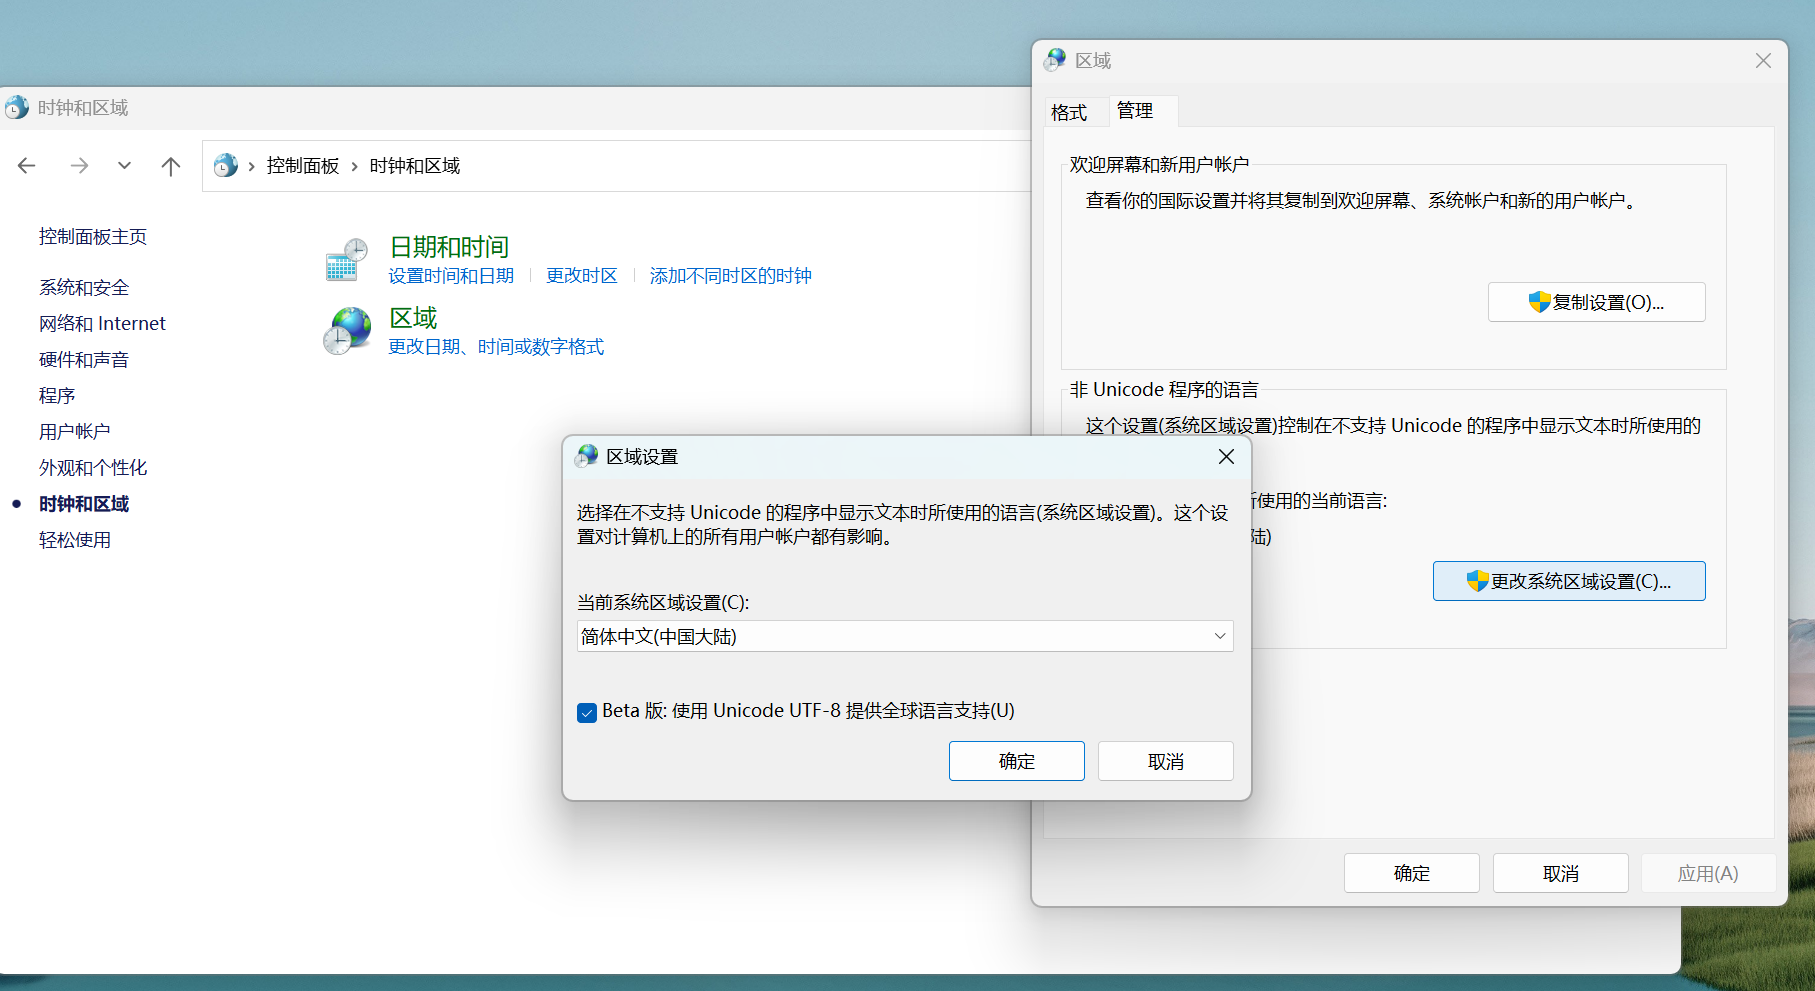 时钟和区域
控制面板 › 时钟和区域
控制面板主页
系统和安全
网络和 Internet
硬件和声音
程序
用户帐户
外观和个性化
时钟和区域
轻松使用
日期和时间
设置时间和日期 更改时区 添加不同时区的时钟
区域
更改日期、时间或数字格式
区域
格式 管理
欢迎屏幕和新用户帐户
查看你的国际设置并将其复制到欢迎屏幕、系统帐户和新的用户帐户。
复制设置(O)...
非 Unicode 程序的语言
这个设置(系统区域设置)控制在不支持 Unicode 的程序中显示文本时所使用的
使用的当前语言:
陆)
更改系统区域设置(C)...
确定 取消 应用(A)
区域设置
选择在不支持 Unicode 的程序中显示文本时所使用的语言(系统区域设置)。这个设
置对计算机上的所有用户帐户都有影响。
当前系统区域设置(C):
简体中文(中国大陆)
Beta 版: 使用 Unicode UTF-8 提供全球语言支持(U)
确定 取消